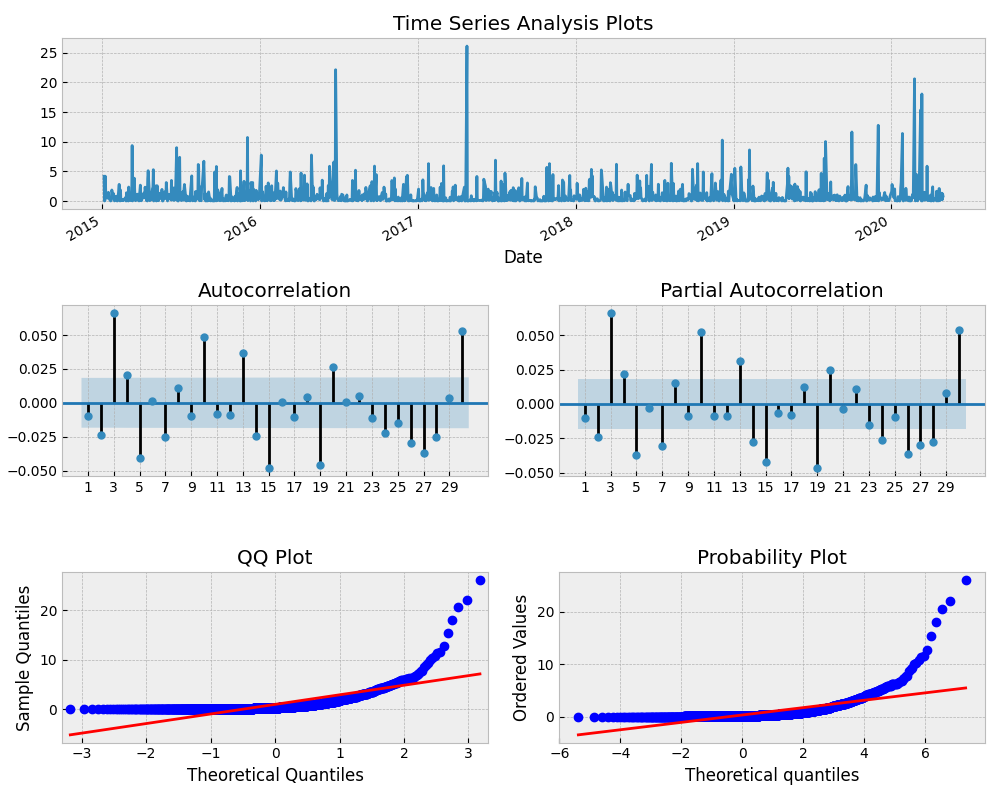 Time Series Analysis Plots
25
20
15
10
5
0
2015 2016 2017 2018 2019 2020
Date
Autocorrelation
0.050
0.025
0.000
−0.025
−0.050
1 3 5 7 9 11 13 15 17 19 21 23 25 27 29
Partial Autocorrelation
0.050
0.025
0.000
−0.025
−0.050
1 3 5 7 9 11 13 15 17 19 21 23 25 27 29
QQ Plot
Sample Quantiles
20
10
0
−3 −2 −1 0 1 2 3
Theoretical Quantiles
Probability Plot
Ordered Values
20
10
0
−6 −4 −2 0 2 4 6
Theoretical quantiles